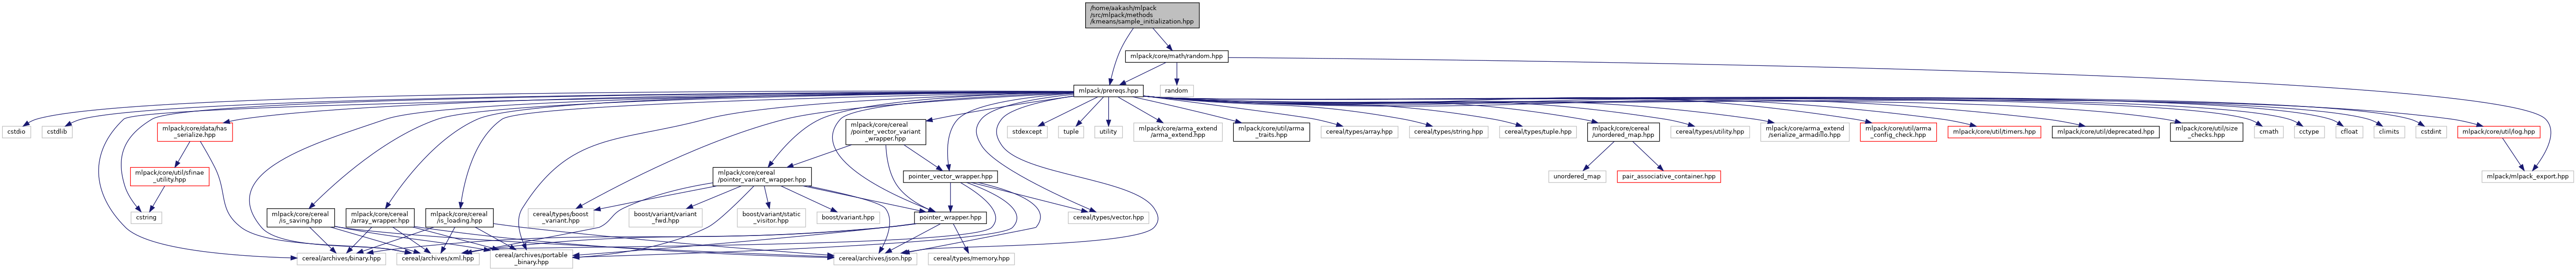 /home/aakash/mlpack
/src/mlpack/methods
/kmeans/sample_initialization.hpp
mlpack/core/math/random.hpp
mlpack/prereqs.hpp
random
cstdio
cstdlib
mlpack/core/data/has
_serialize.hpp
mlpack/core/cereal
/pointer_vector_variant
_wrapper.hpp
stdexcept
tuple
utility
mlpack/core/arma_extend
/arma_extend.hpp
mlpack/core/util/arma
_traits.hpp
cereal/types/array.hpp
cereal/types/string.hpp
cereal/types/tuple.hpp
mlpack/core/cereal
/unordered_map.hpp
cereal/types/utility.hpp
mlpack/core/arma_extend
/serialize_armadillo.hpp
mlpack/core/util/arma
_config_check.hpp
mlpack/core/util/timers.hpp
mlpack/core/util/deprecated.hpp
mlpack/core/util/size
_checks.hpp
cmath
cctype
cfloat
climits
cstdint
mlpack/core/util/log.hpp
mlpack/core/util/sfinae
_utility.hpp
mlpack/core/cereal
/pointer_variant_wrapper.hpp
pointer_vector_wrapper.hpp
unordered_map
pair_associative_container.hpp
mlpack/mlpack_export.hpp
cstring
mlpack/core/cereal
/is_saving.hpp
mlpack/core/cereal
/array_wrapper.hpp
mlpack/core/cereal
/is_loading.hpp
cereal/types/boost
_variant.hpp
boost/variant/variant
_fwd.hpp
boost/variant/static
_visitor.hpp
boost/variant.hpp
pointer_wrapper.hpp
cereal/types/vector.hpp
cereal/archives/binary.hpp
cereal/archives/xml.hpp
cereal/archives/portable
_binary.hpp
cereal/archives/json.hpp
cereal/types/memory.hpp